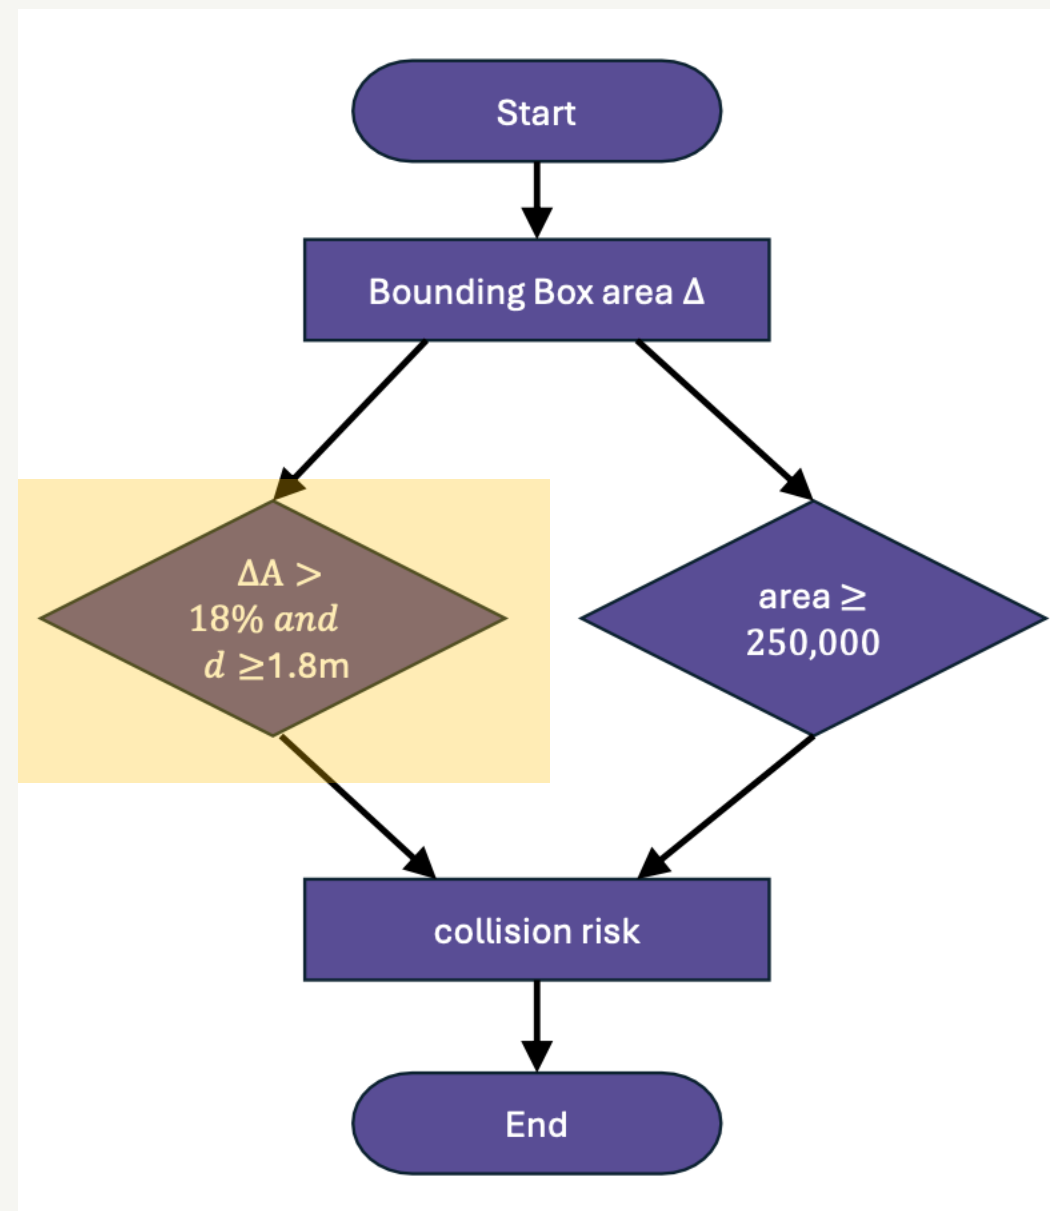 Start
Bounding Box area Δ
ΔA >
18% and
d ≥1.8m
area ≥
250,000
collision risk
End